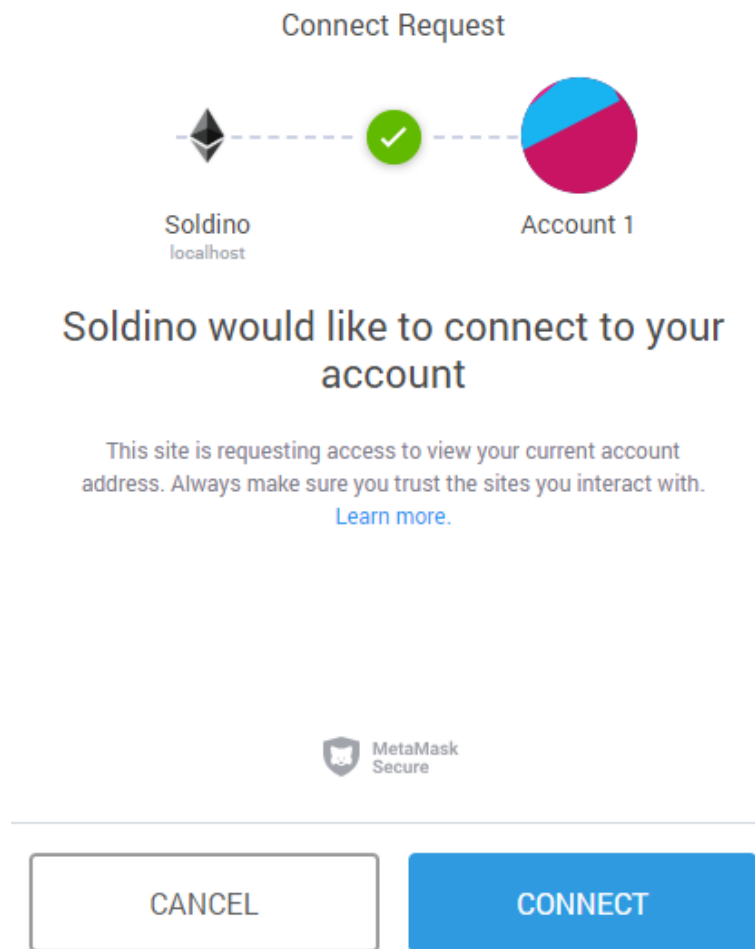 Connect Request
Soldino
localhost
Account 1
Soldino would like to connect to your
account
This site is requesting access to view your current account
address. Always make sure you trust the sites you interact with.
Learn more.
MetaMask
Secure
CANCEL
CONNECT